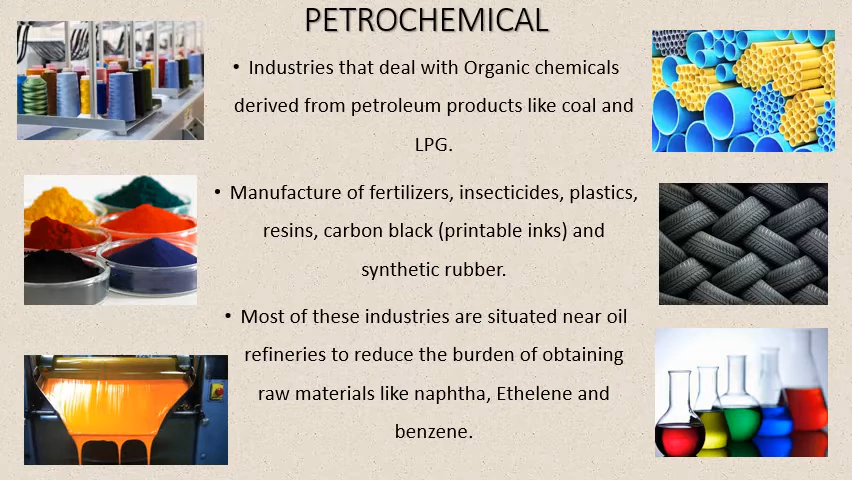 PETROCHEMICAL
• Industries that deal with Organic chemicals
derived from petroleum products like coal and
LPG.
• Manufacture of fertilizers, insecticides, plastics,
resins, carbon black (printable inks) and
synthetic rubber.
• Most of these industries are situated near oil
refineries to reduce the burden of obtaining
raw materials like naphtha, Ethelene and
benzene.